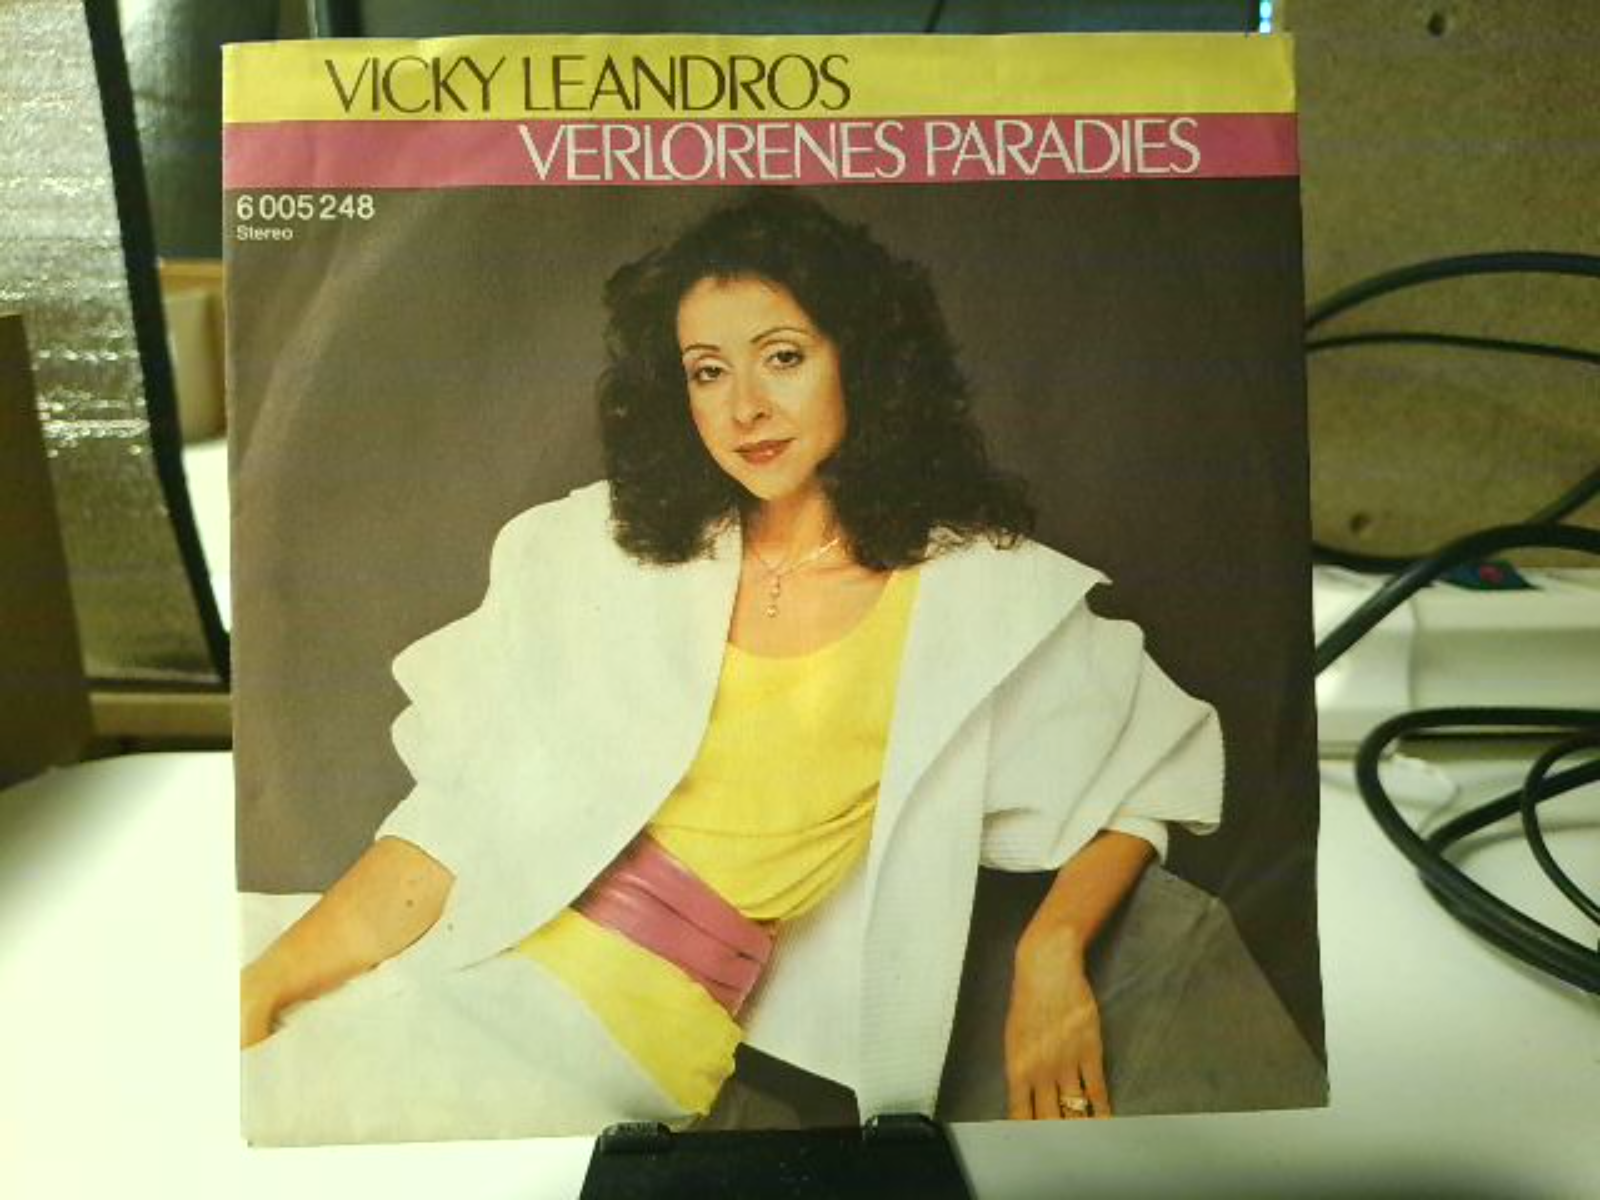 VICKY LEANDROS
VERLORENES PARADIES
6 005 248
Stereo